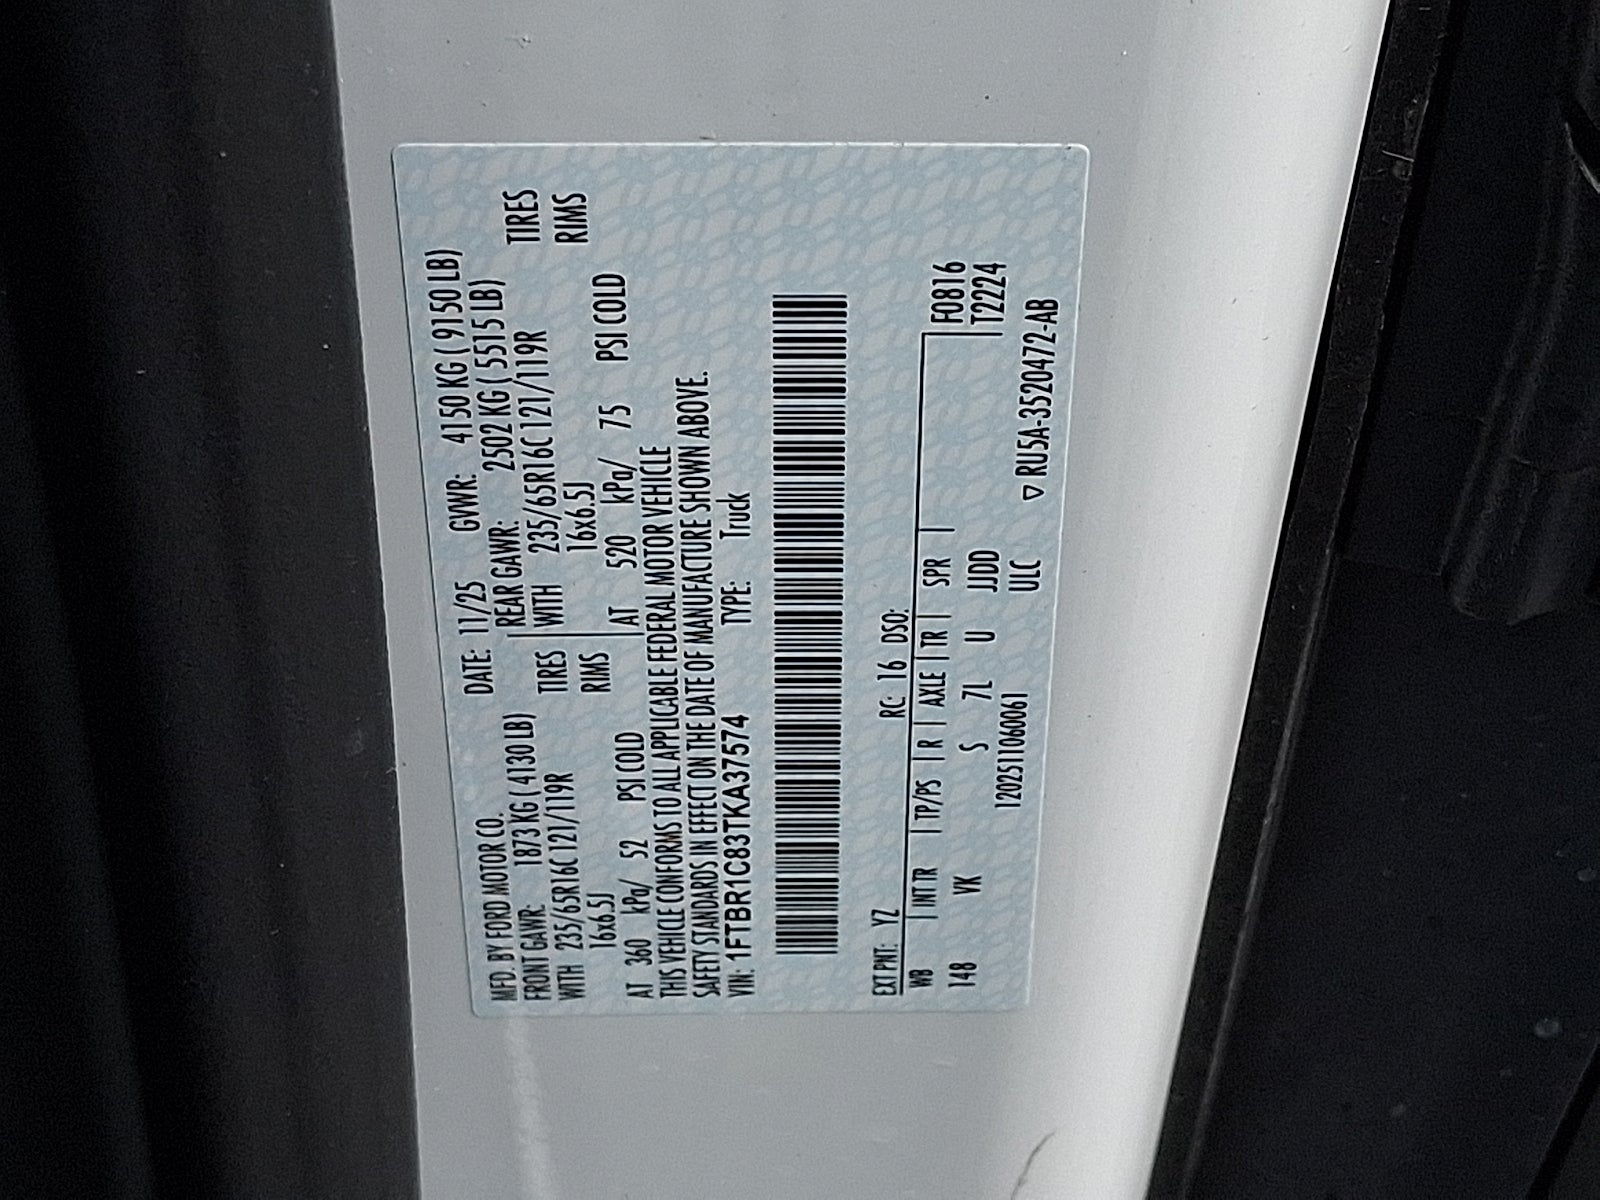 MFD. BY FORD MOTOR CO. DATE: 11/25 GVWR: 4150 KG ( 9150 LB)
FRONT GAWR: 1873 KG ( 4130 LB) REAR GAWR: 2502 KG ( 5515 LB)
WITH 235/65R16C 121/119R TIRES WITH 235/65R16C 121/119R TIRES
16x6.5J RIMS 16x6.5J RIMS
AT 360 kPa/ 52 PSI COLD AT 520 kPa/ 75 PSI COLD
THIS VEHICLE CONFORMS TO ALL APPLICABLE FEDERAL MOTOR VEHICLE
SAFETY STANDARDS IN EFFECT ON THE DATE OF MANUFACTURE SHOWN ABOVE.
VIN: 1FTBR1C83TKA37574 TYPE: Truck
EXT PNT: YZ RC: 16 DSO:
WB | INT TR | TP/PS | R | AXLE | TR | SPR | F0816
148 VK S 7L U JJDD T2224
1202511060061 ULC
▽ RU5A-3520472-AB